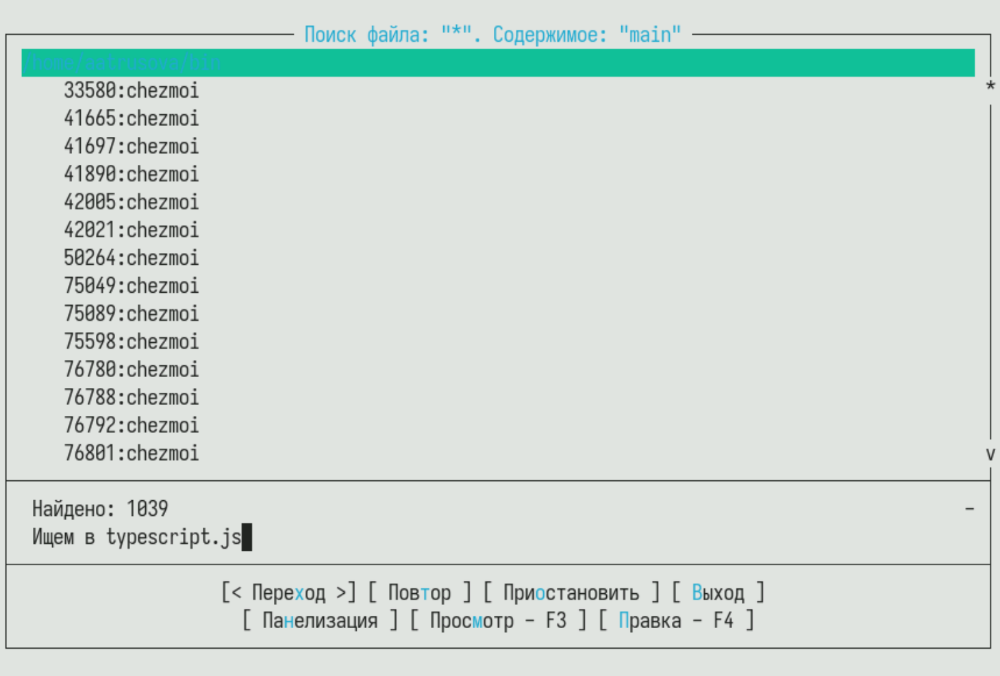 Поиск файла: "*". Содержимое: "main"
/home/aatrusova/bin
33580:chezmoi
*
41665:chezmoi
41697:chezmoi
41890:chezmoi
42005:chezmoi
42021:chezmoi
50264:chezmoi
75049:chezmoi
75089:chezmoi
75598:chezmoi
76780:chezmoi
76788:chezmoi
76792:chezmoi
76801:chezmoi
v
Найдено: 1039 -
Ищем в typescript.js
[< Переход >] [ Повтор ] [ Приостановить ] [ Выход ]
[ Панелизация ] [ Просмотр - F3 ] [ Правка - F4 ]